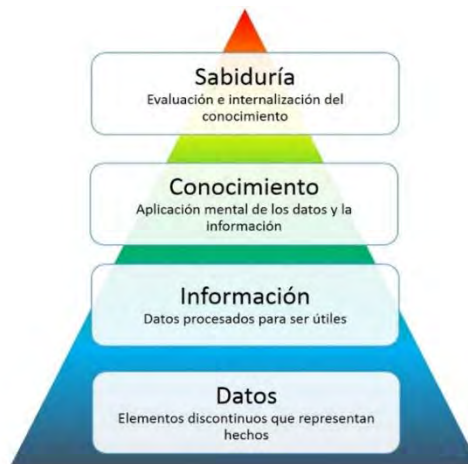 Sabiduría
Evaluación e internalización del
conocimiento
Conocimiento
Aplicación mental de los datos y la
información
Información
Datos procesados para ser útiles
Datos
Elementos discontinuos que representan
hechos